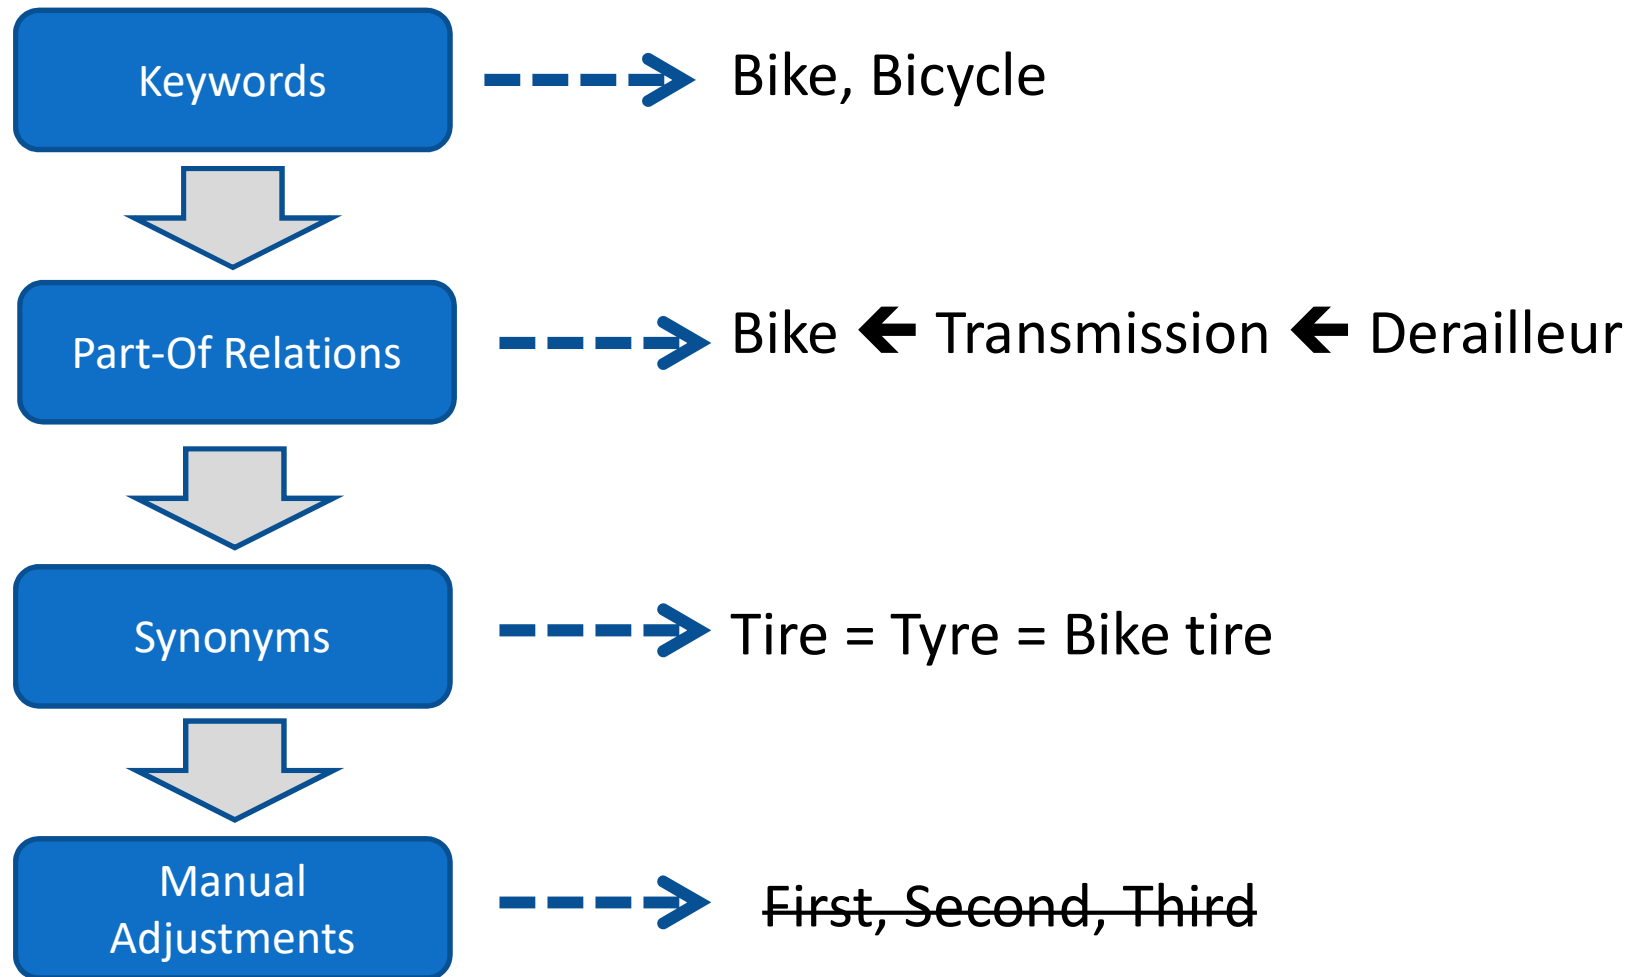 Keywords
Bike, Bicycle
Part-Of Relations
Bike 🡸 Transmission 🡸 Derailleur
Synonyms
Tire = Tyre = Bike tire
Manual
Adjustments
First, Second, Third